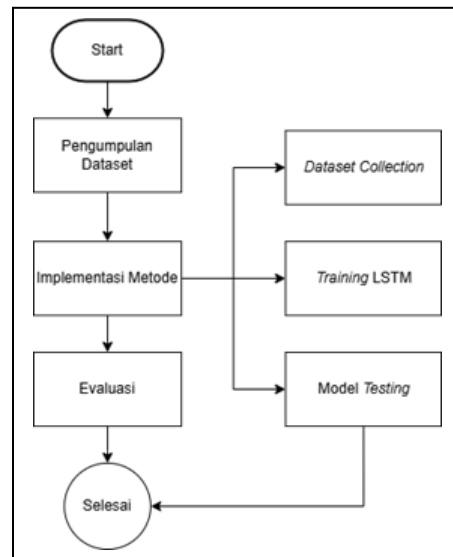 Start
Pengumpulan
Dataset
Dataset Collection
Implementasi Metode
Training LSTM
Evaluasi
Model Testing
Selesai